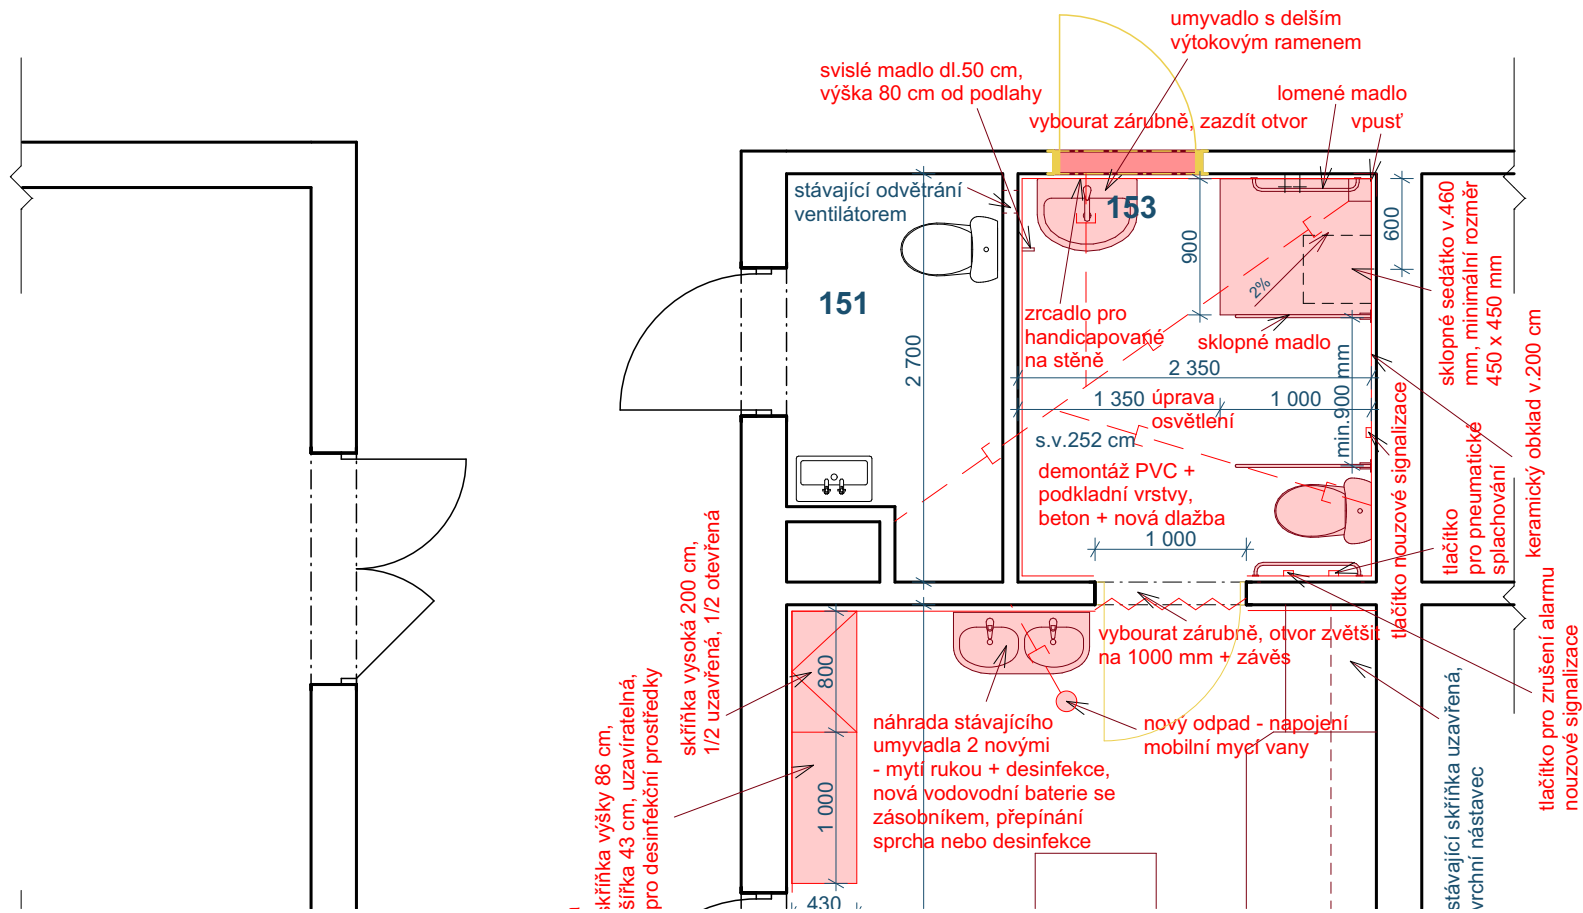 umyvadlo s delším
výtokovým ramenem
svislé madlo dl.50 cm,
výška 80 cm od podlahy
lomené madlo
vybourat zárubně, zazdít otvor
vpusť
stávající odvětrání
ventilátorem
153
151
900
600
2%
sklopné sedátko v.460
mm, minimální rozměr
450 x 450 mm
zrcadlo pro
handicapované
na stěně
sklopné madlo
2 700
2 350
1 350
1 000
úprava
osvětlení
min.900 mm
s.v.252 cm
demontáž PVC +
podkladní vrstvy,
beton + nová dlažba
1 000
tlačítko nouzové signalizace
keramický obklad v.200 cm
tlačítko
pro pneumatické
splachování
tlačítko pro zrušení alarmu
nouzové signalizace
skříňka vysoká 200 cm,
1/2 uzavřená, 1/2 otevřená
skříňka výšky 86 cm,
šířka 43 cm, uzavíratelná,
pro desinfekční prostředky
800
1 000
430
vybourat zárubně, otvor zvětšit
na 1000 mm + závěs
náhrada stávajícího
umyvadla 2 novými
- mytí rukou + desinfekce,
nová vodovodní baterie se
zásobníkem, přepínání
sprcha nebo desinfekce
nový odpad - napojení
mobilní mycí vany
stávající skříňka uzavřená,
vrchní nástavec